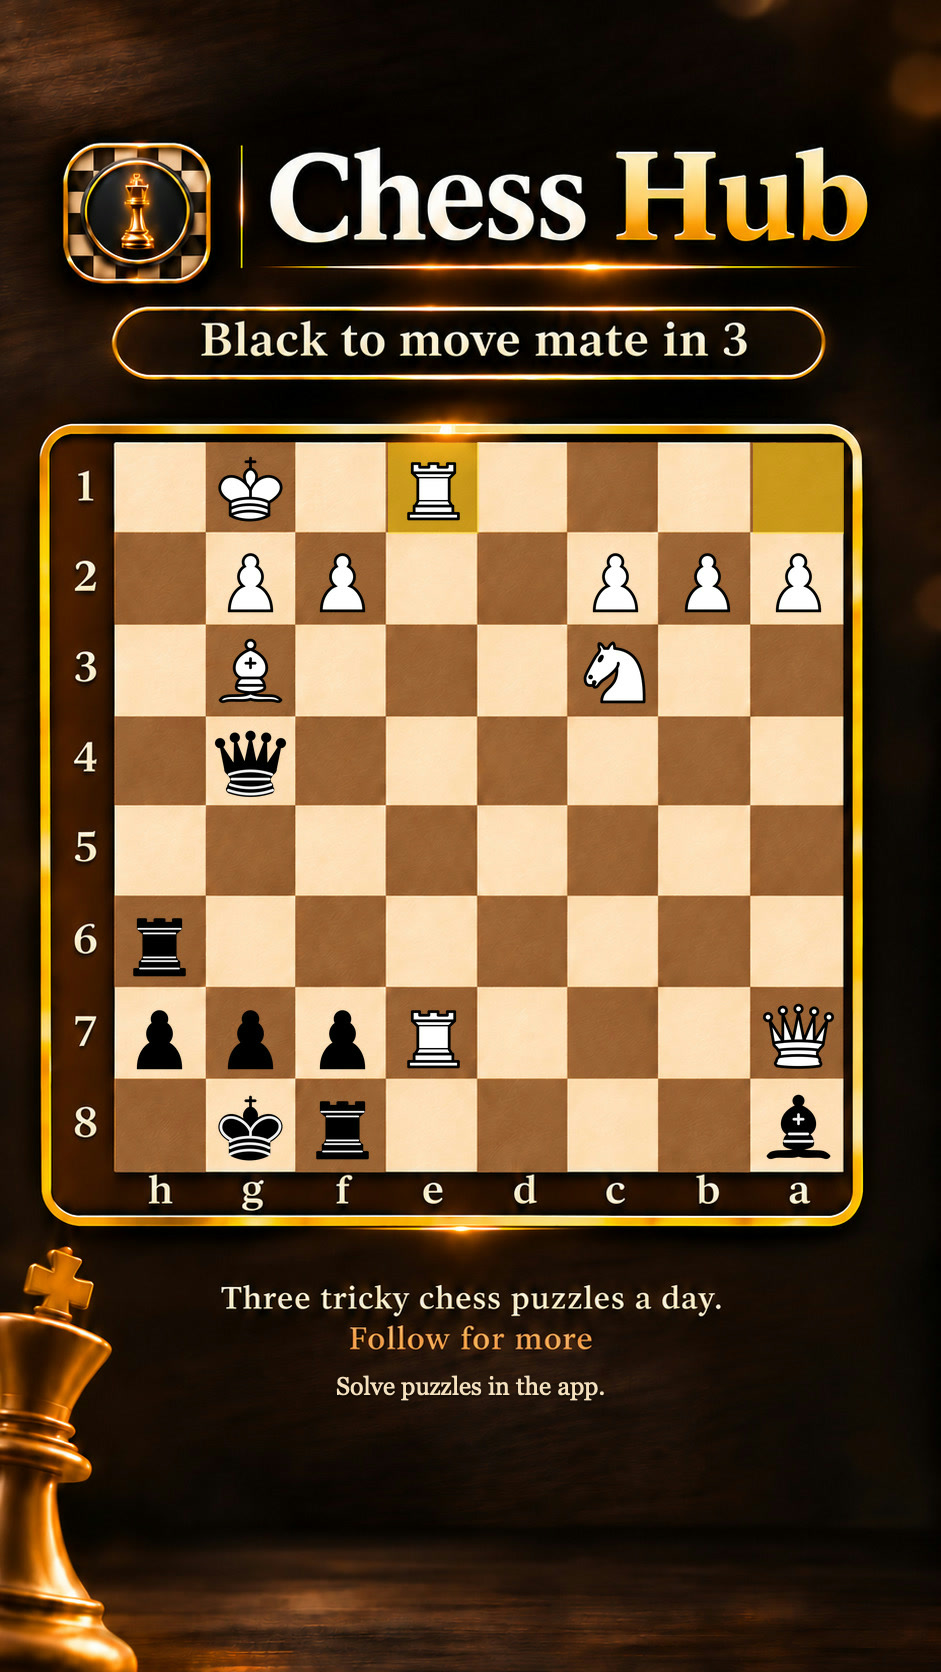 Chess Hub
Black to move mate in 3
1
2
3
4
5
6
7
8
h g f e d c b a
Three tricky chess puzzles a day.
Follow for more
Solve puzzles in the app.